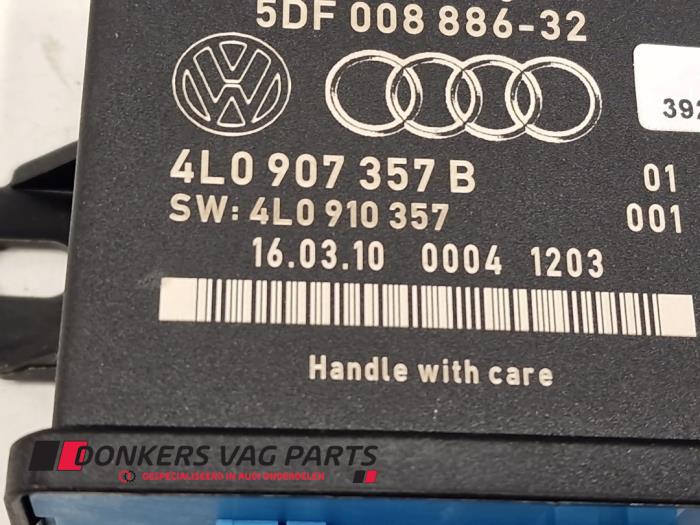 5DF 008 886-32
392
4L0 907 357 B 01
SW: 4L0 910 357 001
16.03.10 0004 1203
Handle with care
DONKERS VAG PARTS
GESPECIALISEERD IN AUDI ONDERDELEN